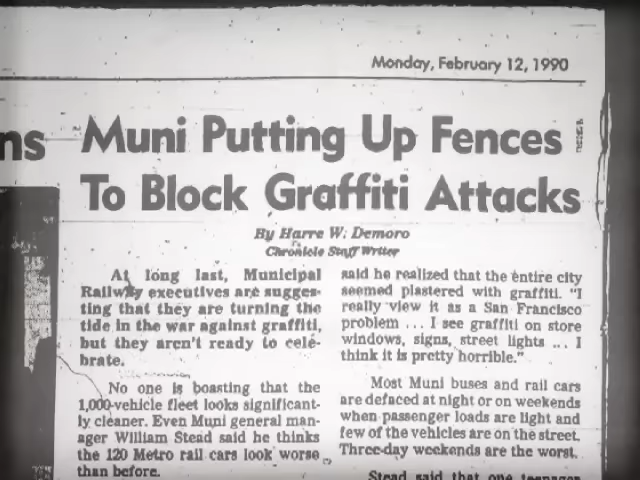 Monday, February 12, 1990
ns
Muni Putting Up Fences
To Block Graffiti Attacks
By Harre W. Demoro
Chronicle Staff Writer
At long last, Municipal
Railway executives are sugges-
ting that they are turning the
tide in the war against graffiti,
but they aren't ready to cele-
brate.
No one is boasting that the
1,000-vehicle fleet looks significant-
ly cleaner. Even Muni general man-
ager William Stead said he thinks
the 120 Metro rail cars look worse
than before.
said he realized that the entire city
seemed plastered with graffiti. "I
really view it as a San Francisco
problem ... I see graffiti on store
windows, signs, street lights ... I
think it is pretty horrible."
Most Muni buses and rail cars
are defaced at night or on weekends
when passenger loads are light and
few of the vehicles are on the street.
Three-day weekends are the worst.
Stead said that one teenager